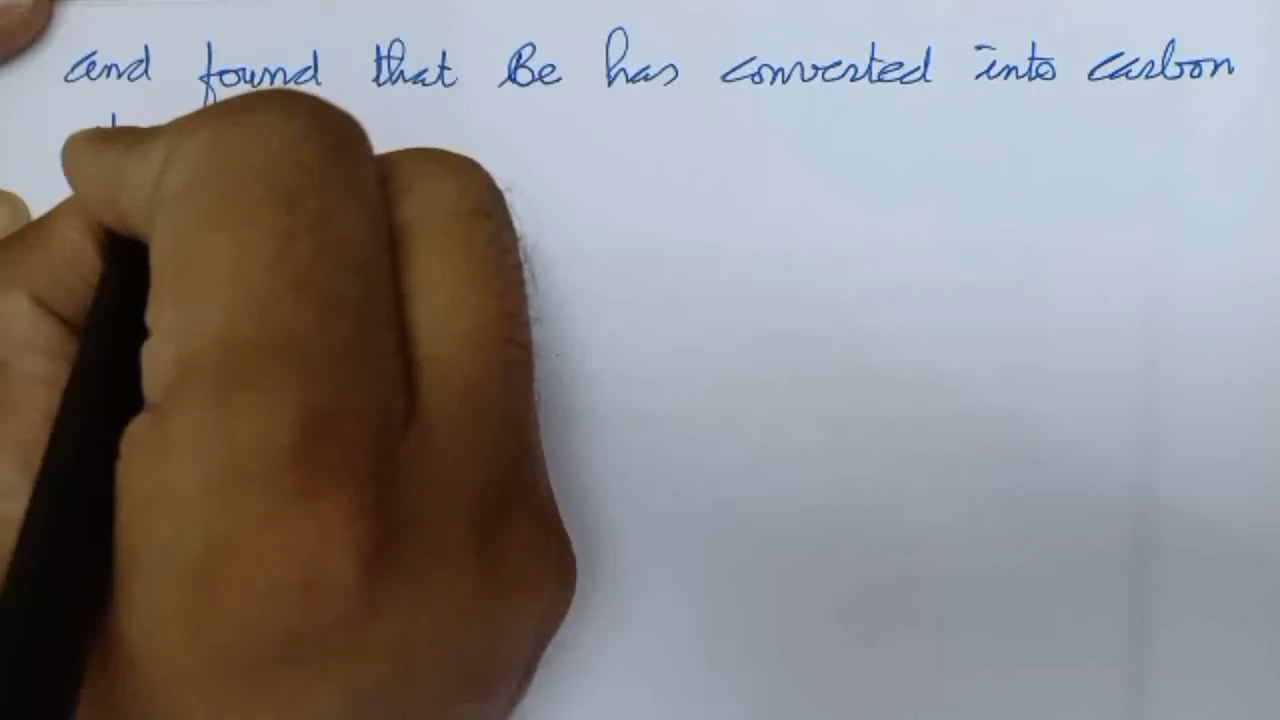 and found that Be has converted into carbon